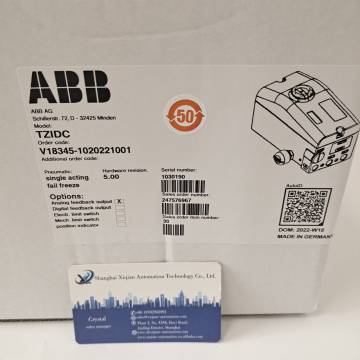 ABB
ABB AG
Schillerstr. 72, D - 32425 Minden
Model:
TZIDC
Order code:
V18345-1020221001
Additional order code:
Pneumatic:
single acting
fail freeze
Hardware revision:
5.00
Serial number:
1030190
Sales order number:
247576967
Sales order item number:
30
Options:
Analog feedback output X
Digital feedback output
Electr. limit switch
Mech. limit switch
position indicator
50
AutoID:
DOM: 2022-W18
MADE IN GERMANY
Shanghai Xuqian Automation Technology Co., Ltd.
Crystal
sales manager